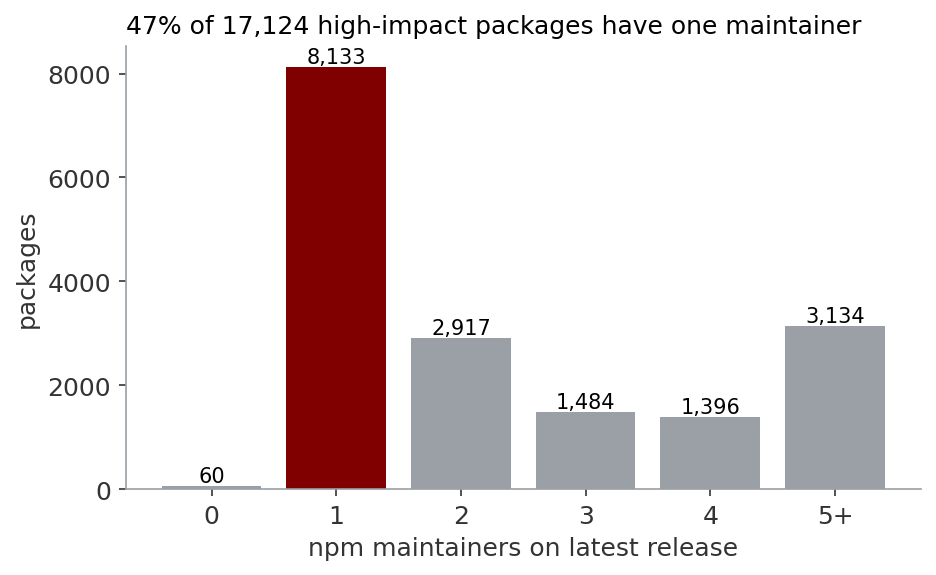 47% of 17,124 high-impact packages have one maintainer
8,133
8000
6000
packages
4000
3,134
2,917
2000
1,484
1,396
60
0
0 1 2 3 4 5+
npm maintainers on latest release